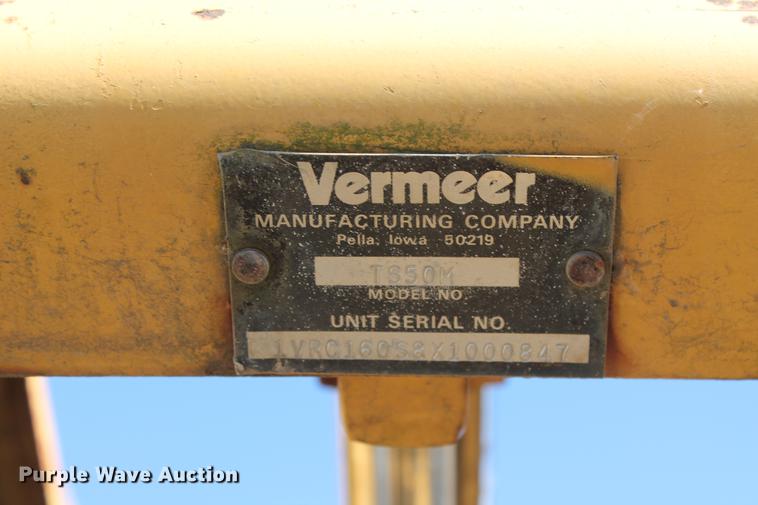 Vermeer
MANUFACTURING COMPANY
Pella, Iowa 50219
TS50M
MODEL NO.
UNIT SERIAL NO.
1VRC160S8X1000847
Purple Wave Auction